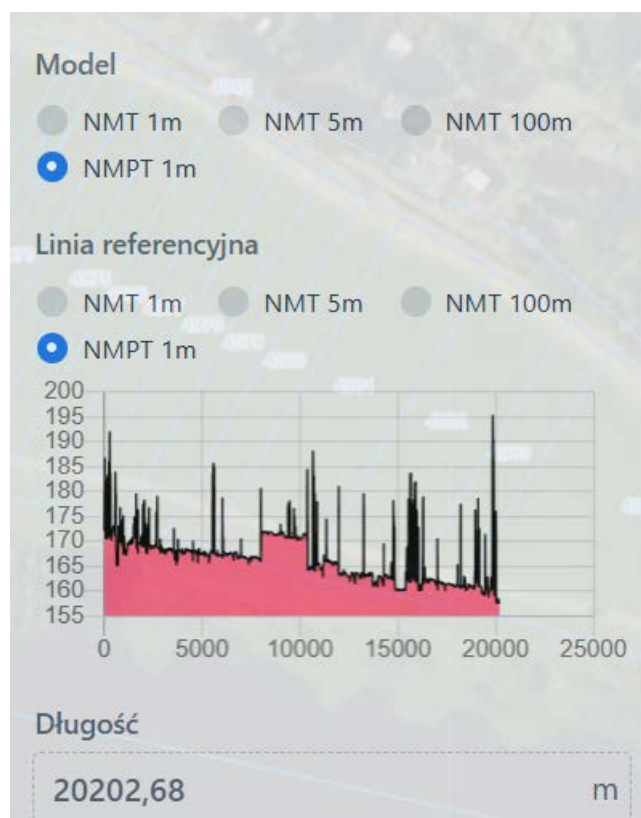 Model
NMT 1m NMT 5m NMT 100m
NMPT 1m
Linia referencyjna
NMT 1m NMT 5m NMT 100m
NMPT 1m
200
195
190
185
180
175
170
165
160
155
0 5000 10000 15000 20000 25000
Długość
20202,68 m